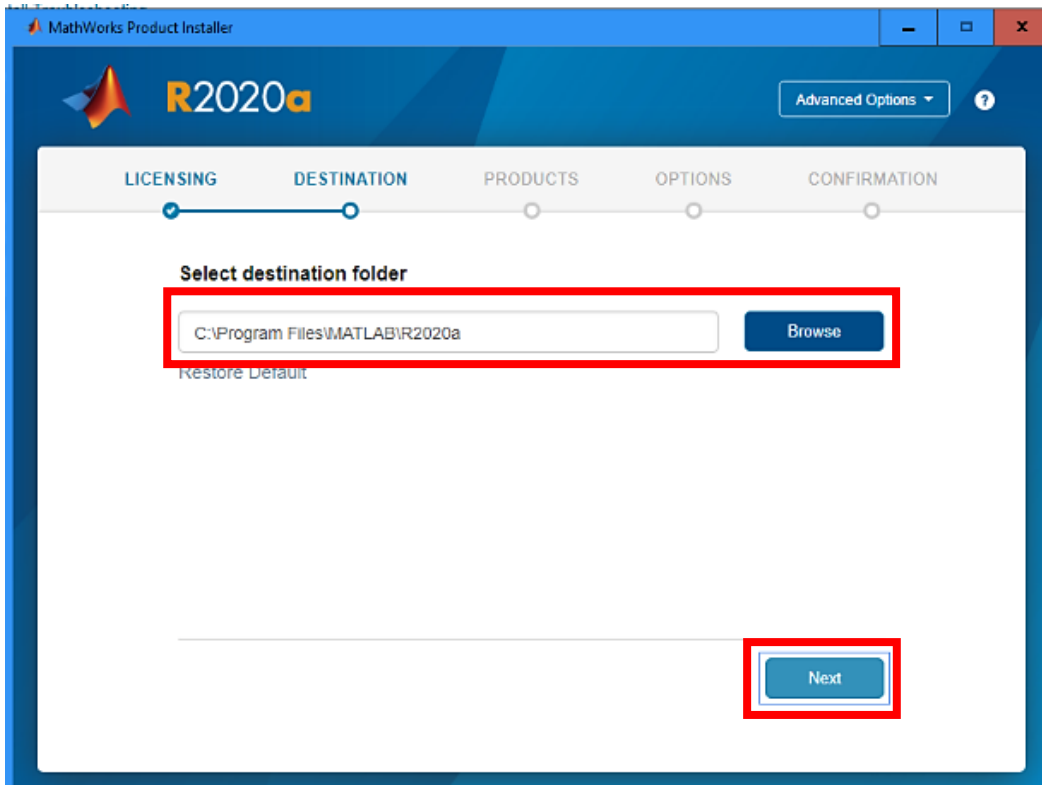 MathWorks Product Installer
R2020a
Advanced Options
?
LICENSING DESTINATION PRODUCTS OPTIONS CONFIRMATION
Select destination folder
C:\Program Files\MATLAB\R2020a Browse
Restore Default
Next